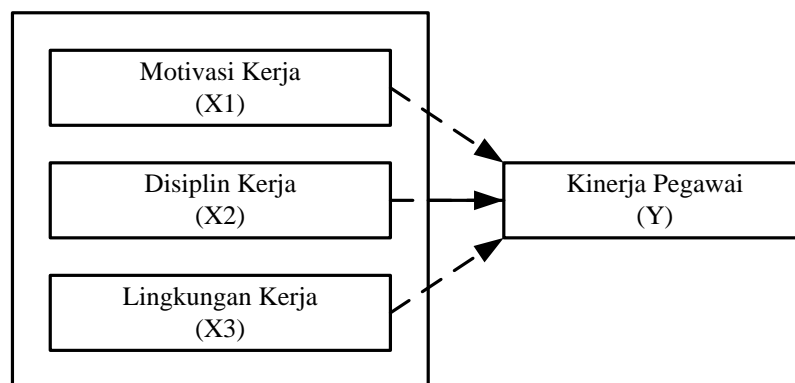 Motivasi Kerja
(X1)
Disiplin Kerja
(X2)
Kinerja Pegawai
(Y)
Lingkungan Kerja
(X3)